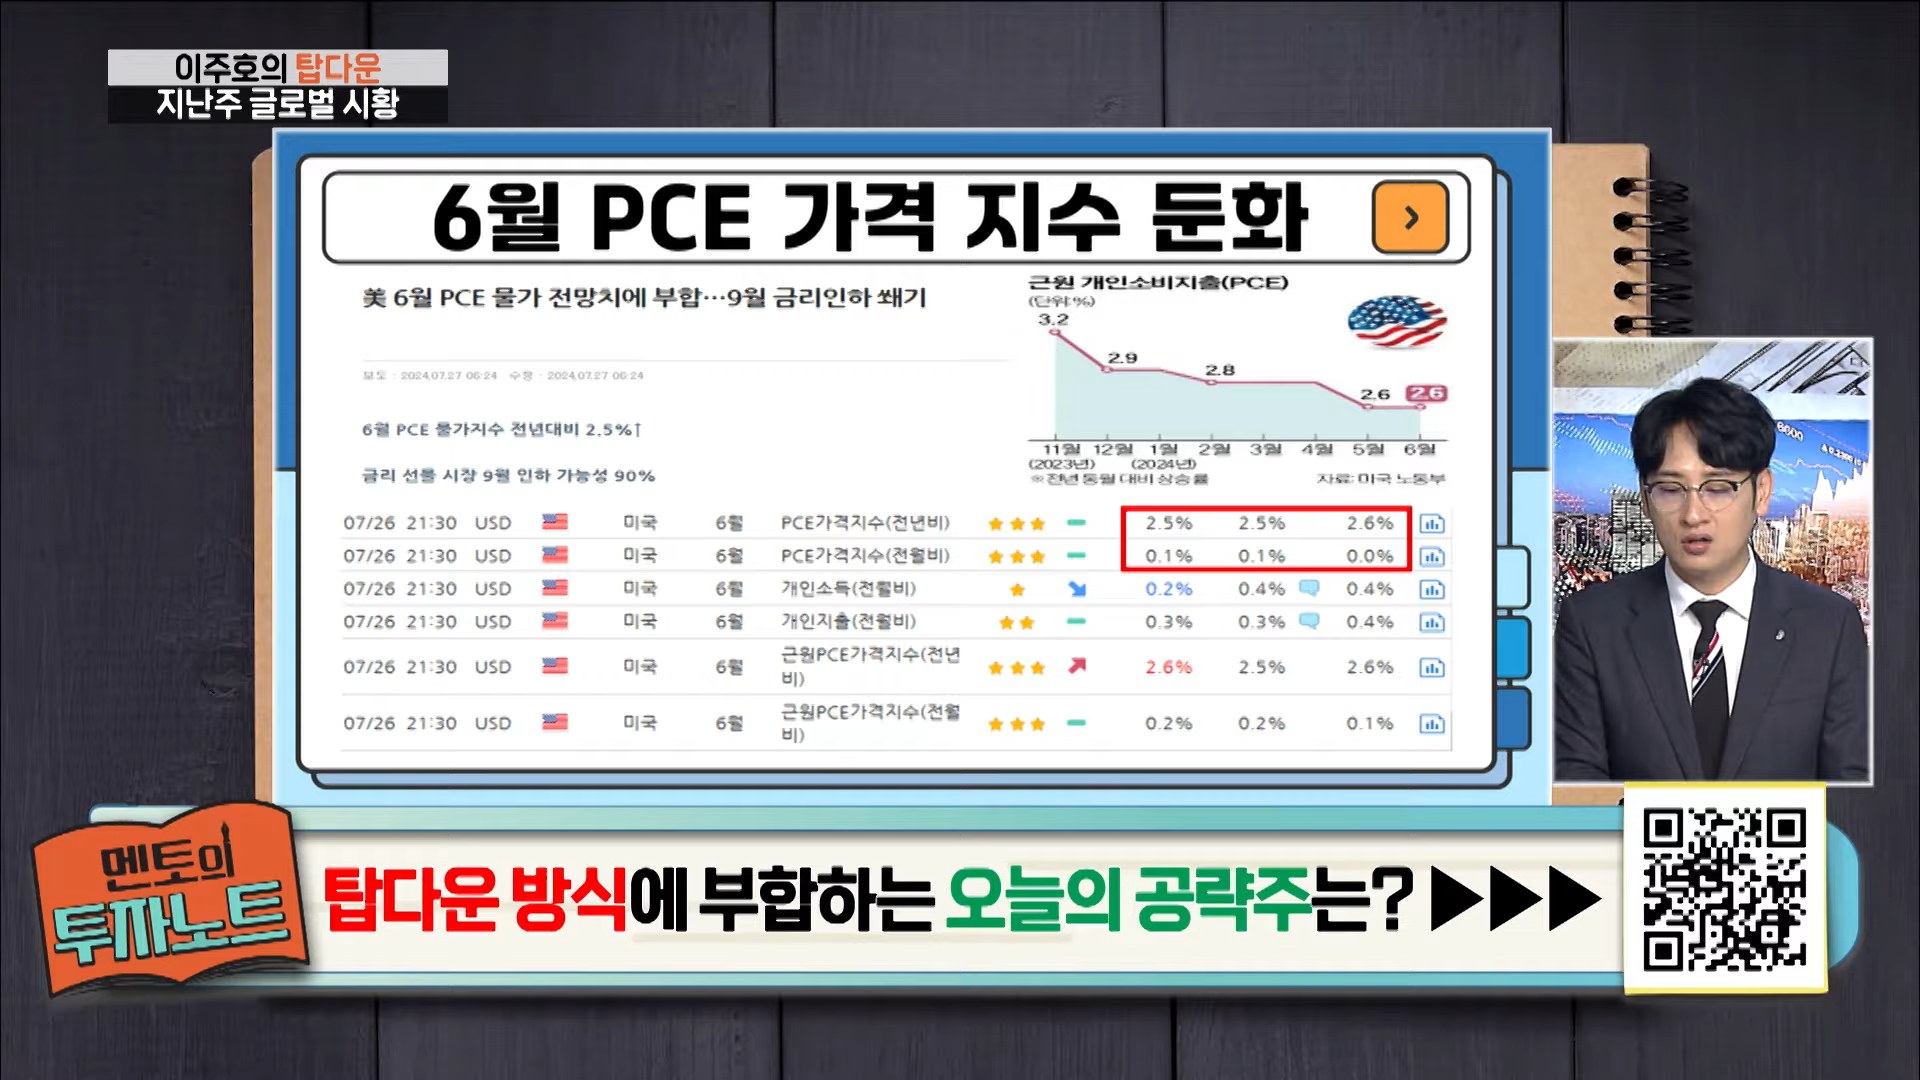 이주호의 탑다운
지난주 글로벌 시황
6월 PCE 가격 지수 둔화
美 6월 PCE 물가 전망치에 부합…9월 금리인하 쐐기
보도 : 2024.07.27 06:24 수정 : 2024.07.27 06:24
6월 PCE 물가지수 전년대비 2.5%↑
금리 선물 시장 9월 인하 가능성 90%
근원 개인소비지출(PCE)
(단위:%)
3.2
2.9
2.8
2.6
2.6
11월 12월 1월 2월 3월 4월 5월 6월
(2023년) (2024년)
※전년 동월 대비 상승률 자료: 미국 노동부
07/26 21:30 USD 미국 6월 PCE가격지수(전년비) 2.5% 2.5% 2.6%
07/26 21:30 USD 미국 6월 PCE가격지수(전월비) 0.1% 0.1% 0.0%
07/26 21:30 USD 미국 6월 개인소득(전월비) 0.2% 0.4% 0.4%
07/26 21:30 USD 미국 6월 개인지출(전월비) 0.3% 0.3% 0.4%
07/26 21:30 USD 미국 6월 근원PCE가격지수(전년
비) 2.6% 2.5% 2.6%
07/26 21:30 USD 미국 6월 근원PCE가격지수(전월
비) 0.2% 0.2% 0.1%
멘토의
투자노트
탑다운 방식에 부합하는 오늘의 공략주는? ▶▶▶